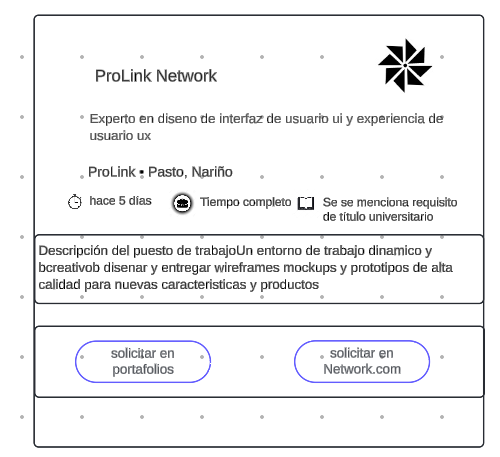 ProLink Network
Experto en diseno de interfaz de usuario ui y experiencia de
usuario ux
ProLink • Pasto, Nariño
hace 5 días
Tiempo completo
Se se menciona requisito
de título universitario
Descripción del puesto de trabajoUn entorno de trabajo dinamico y
bcreativob disenar y entregar wireframes mockups y prototipos de alta
calidad para nuevas caracteristicas y productos
solicitar en
portafolios
solicitar en
Network.com